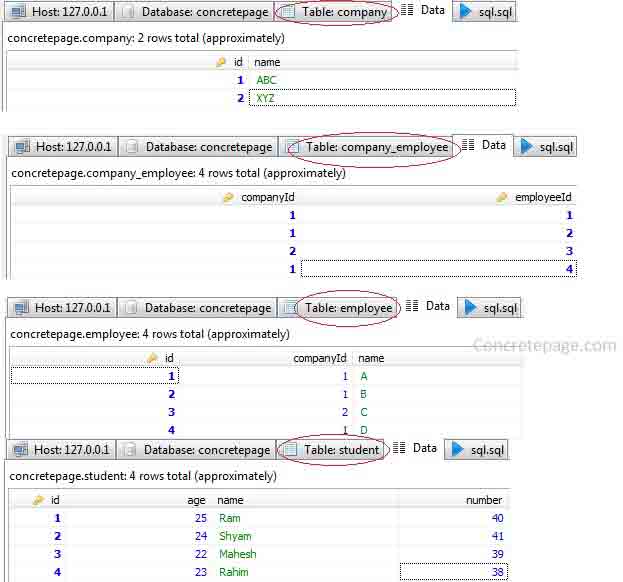 Host: 127.0.0.1 Database: concretepage Table: company Data sql.sql
concretepage.company: 2 rows total (approximately)
id name
1 ABC
2 XYZ
Host: 127.0.0.1 Database: concretepage Table: company_employee Data sql.sql
concretepage.company_employee: 4 rows total (approximately)
companyId employeeId
1 1
1 2
2 3
1 4
Host: 127.0.0.1 Database: concretepage Table: employee Data sql.sql
concretepage.employee: 4 rows total (approximately)
Concretepage.com
id companyId name
1 1 A
2 1 B
3 2 C
4 1 D
Host: 127.0.0.1 Database: concretepage Table: student Data sql.sql
concretepage.student: 4 rows total (approximately)
id age name number
1 25 Ram 40
2 24 Shyam 41
3 22 Mahesh 39
4 23 Rahim 38